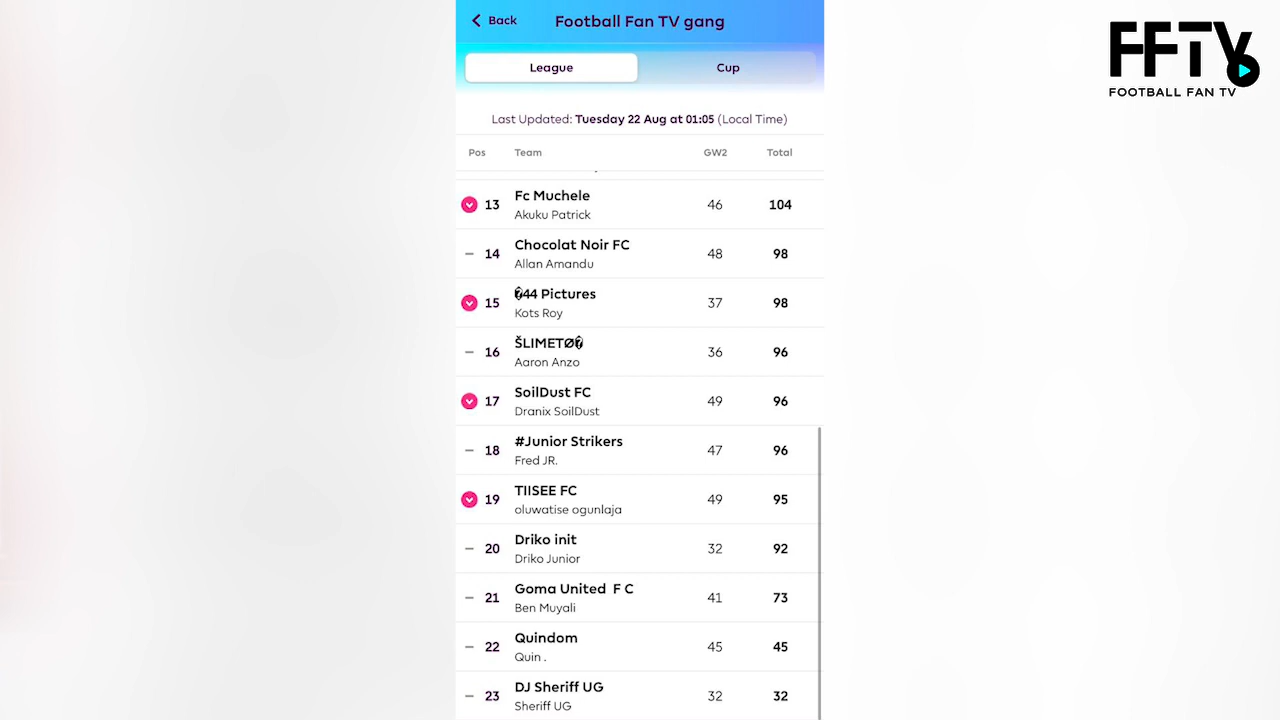 Back
Football Fan TV gang
FFTV
FOOTBALL FAN TV
League
Cup
Last Updated: Tuesday 22 Aug at 01:05 (Local Time)
Pos Team GW2 Total
13 Fc Muchele 46 104
Akuku Patrick
14 Chocolat Noir FC 48 98
Allan Amandu
15 �44 Pictures 37 98
Kots Roy
16 ŠLIMETØ� 36 96
Aaron Anzo
17 SoilDust FC 49 96
Dranix SoilDust
18 #Junior Strikers 47 96
Fred JR.
19 TIISEE FC 49 95
oluwatise ogunlaja
20 Driko init 32 92
Driko Junior
21 Goma United F C 41 73
Ben Muyali
22 Quindom 45 45
Quin .
23 DJ Sheriff UG 32 32
Sheriff UG